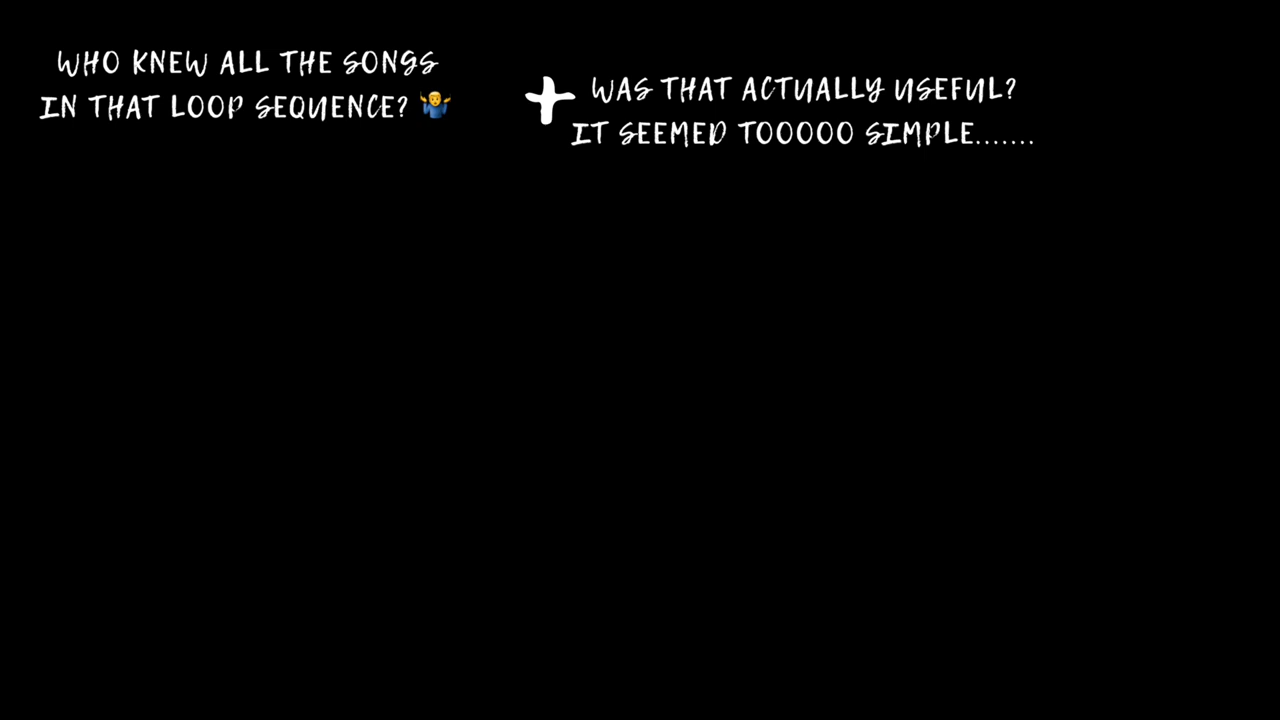 WHO KNEW ALL THE SONGS
IN THAT LOOP SEQUENCE? 🤷‍♂️
+ WAS THAT ACTUALLY USEFUL?
IT SEEMED TOOOOO SIMPLE.......